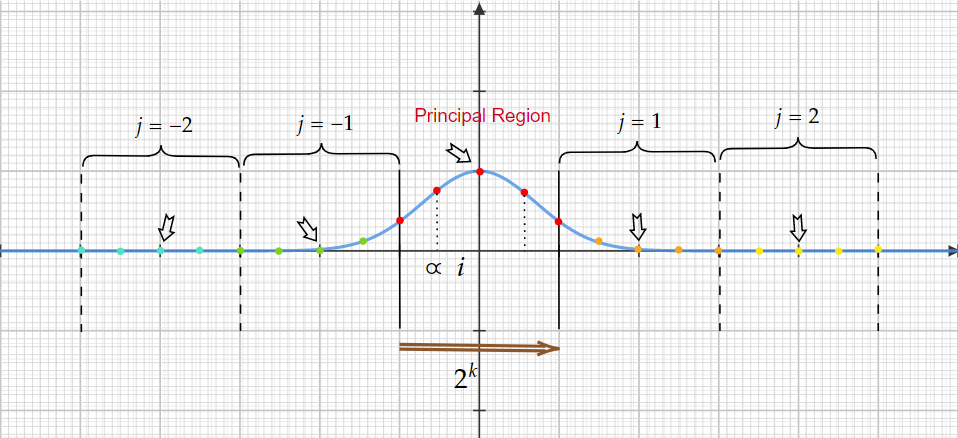 Principal Region
j = −2
j = −1
j = 1
j = 2
∝ i
2^k